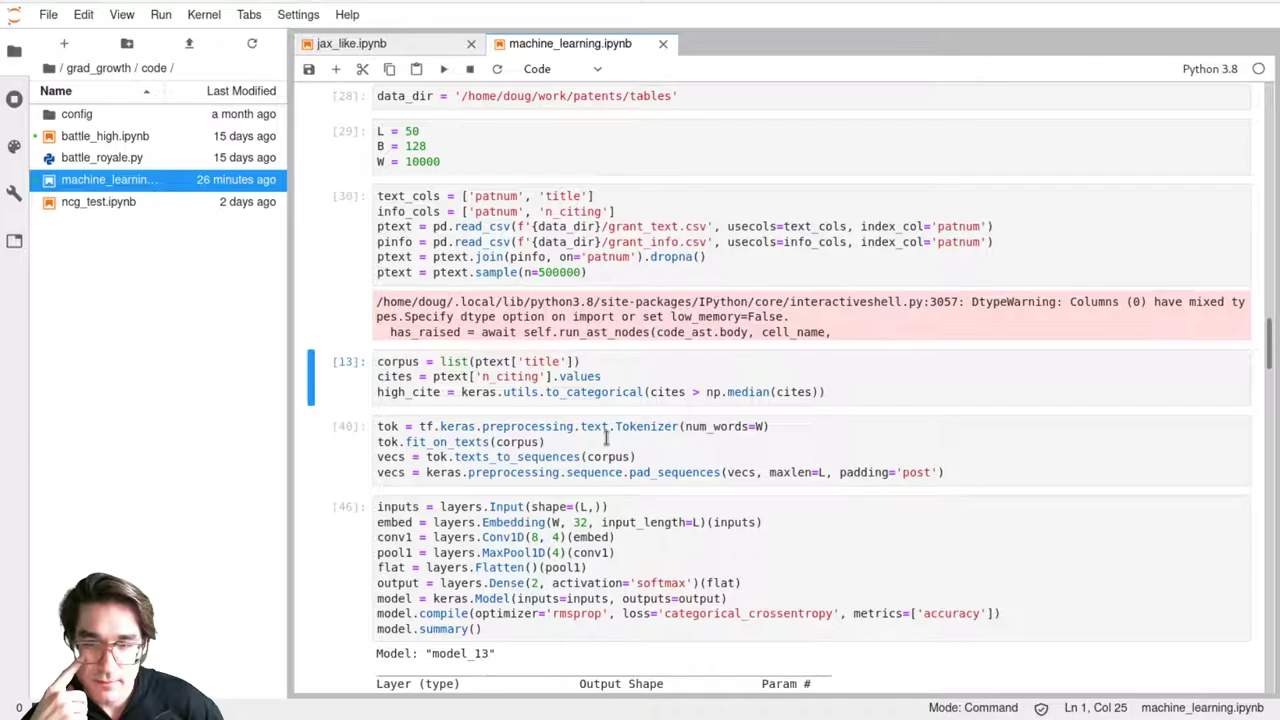 File Edit View Run Kernel Tabs Settings Help
jax_like.ipynb machine_learning.ipynb
Code Python 3.8
/ grad_growth / code /
Name Last Modified
config a month ago
battle_high.ipynb 15 days ago
battle_royale.py 15 days ago
machine_learnin... 26 minutes ago
ncg_test.ipynb 2 days ago
[28]: data_dir = '/home/doug/work/patents/tables'
[29]: L = 50
B = 128
W = 10000
[30]: text_cols = ['patnum', 'title']
info_cols = ['patnum', 'n_citing']
ptext = pd.read_csv(f'{data_dir}/grant_text.csv', usecols=text_cols, index_col='patnum')
pinfo = pd.read_csv(f'{data_dir}/grant_info.csv', usecols=info_cols, index_col='patnum')
ptext = ptext.join(pinfo, on='patnum').dropna()
ptext = ptext.sample(n=500000)
/home/doug/.local/lib/python3.8/site-packages/IPython/core/interactiveshell.py:3057: DtypeWarning: Columns (0) have mixed ty
pes.Specify dtype option on import or set low_memory=False.
has_raised = await self.run_ast_nodes(code_ast.body, cell_name,
[13]: corpus = list(ptext['title'])
cites = ptext['n_citing'].values
high_cite = keras.utils.to_categorical(cites > np.median(cites))
[40]: tok = tf.keras.preprocessing.text.Tokenizer(num_words=W)
tok.fit_on_texts(corpus)
vecs = tok.texts_to_sequences(corpus)
vecs = keras.preprocessing.sequence.pad_sequences(vecs, maxlen=L, padding='post')
[46]: inputs = layers.Input(shape=(L,))
embed = layers.Embedding(W, 32, input_length=L)(inputs)
conv1 = layers.Conv1D(8, 4)(embed)
pool1 = layers.MaxPool1D(4)(conv1)
flat = layers.Flatten()(pool1)
output = layers.Dense(2, activation='softmax')(flat)
model = keras.Model(inputs=inputs, outputs=output)
model.compile(optimizer='rmsprop', loss='categorical_crossentropy', metrics=['accuracy'])
model.summary()
Model: "model_13"
Layer (type) Output Shape Param #
0 Mode: Command Ln 1, Col 25 machine_learning.ipynb